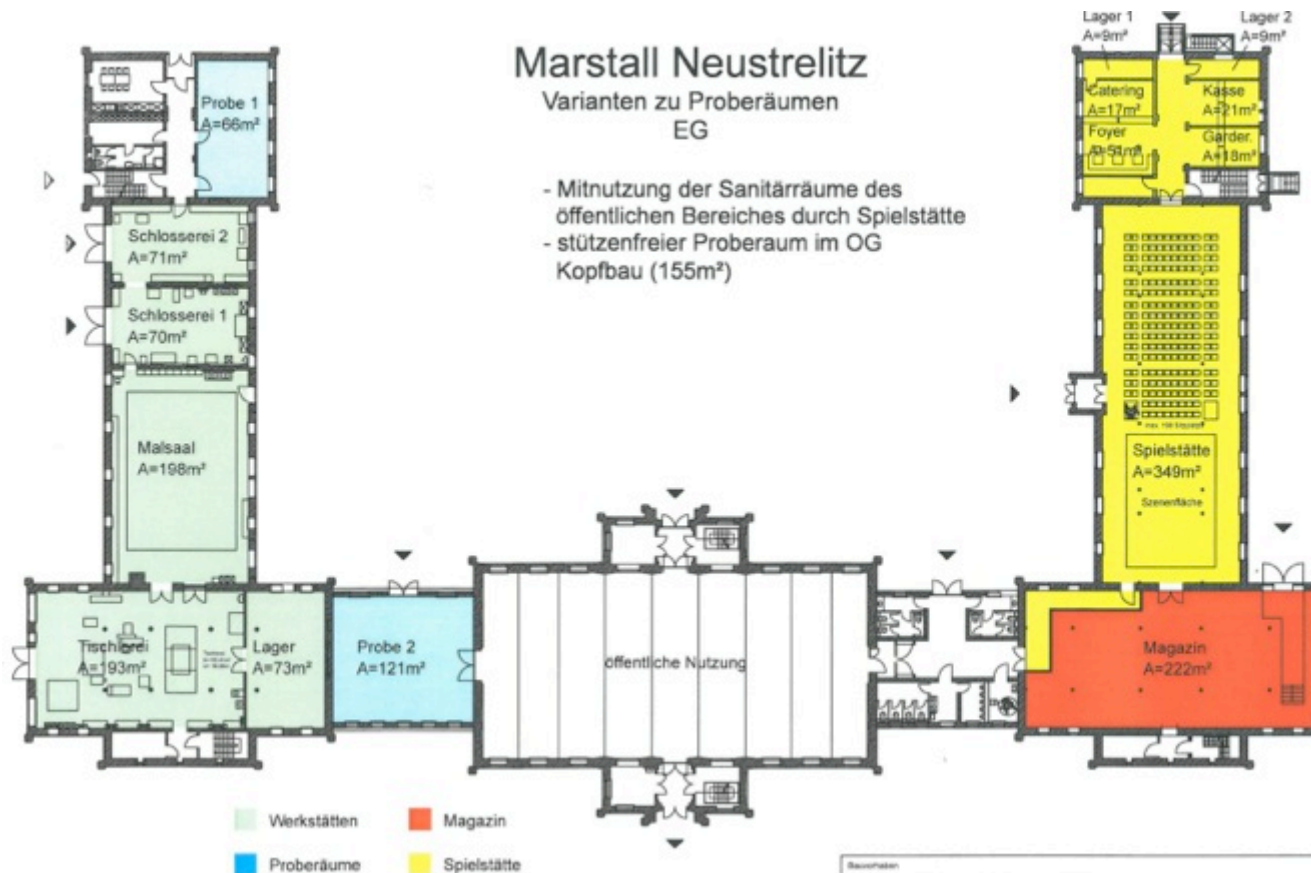 Marstall Neustrelitz
Varianten zu Proberäumen
EG
- Mitnutzung der Sanitärräume des
öffentlichen Bereiches durch Spielstätte
- stützenfreier Proberaum im OG
Kopfbau (155m²)
Probe 1
A=66m²
Schlosserei 2
A=71m²
Schlosserei 1
A=70m²
Malsaal
A=198m²
Tischlerei
A=193m²
Lager
A=73m²
Probe 2
A=121m²
öffentliche Nutzung
Lager 1
A=9m²
Lager 2
A=9m²
Catering
A=17m²
Kasse
A=21m²
Foyer
A=51m²
Garder.
A=18m²
Spielstätte
A=349m²
Szenenfläche
Magazin
A=222m²
Werkstätten
Magazin
Proberäume
Spielstätte
Bauvorhaben